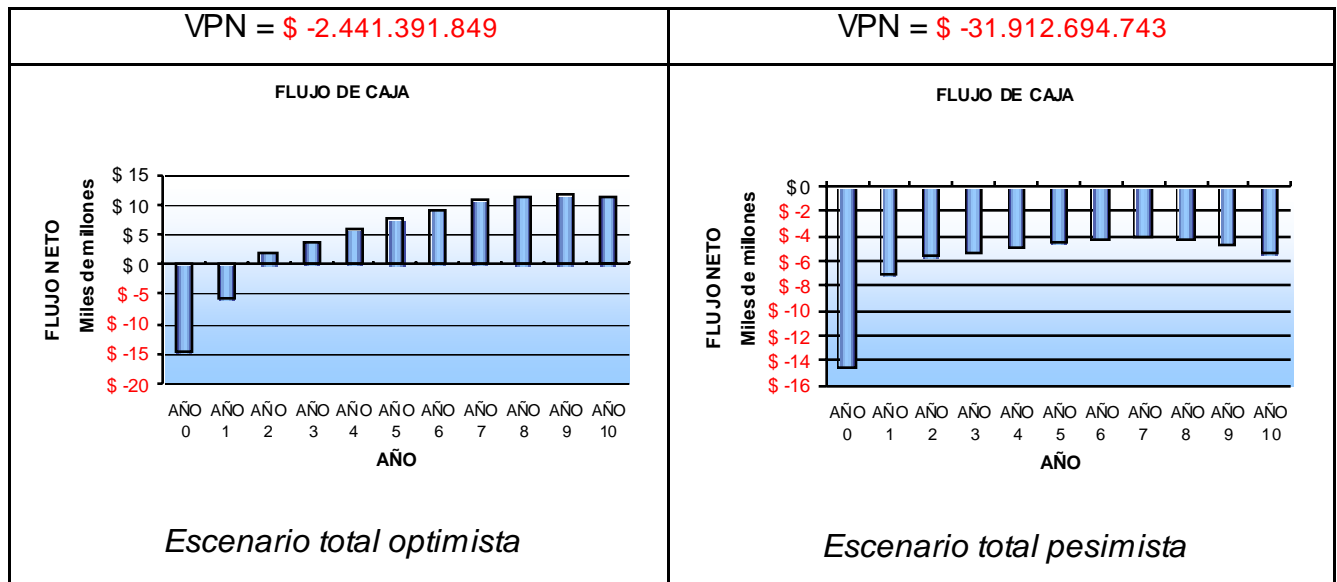 VPN = $ -2.441.391.849
FLUJO DE CAJA
FLUJO NETO
Miles de millones
$ 15
$ 10
$ 5
$ 0
$ -5
$ -10
$ -15
$ -20
AÑO 0
AÑO 1
AÑO 2
AÑO 3
AÑO 4
AÑO 5
AÑO 6
AÑO 7
AÑO 8
AÑO 9
AÑO 10
AÑO
Escenario total optimista
VPN = $ -31.912.694.743
FLUJO DE CAJA
FLUJO NETO
Miles de millones
$ 0
$ -2
$ -4
$ -6
$ -8
$ -10
$ -12
$ -14
$ -16
AÑO 0
AÑO 1
AÑO 2
AÑO 3
AÑO 4
AÑO 5
AÑO 6
AÑO 7
AÑO 8
AÑO 9
AÑO 10
AÑO
Escenario total pesimista